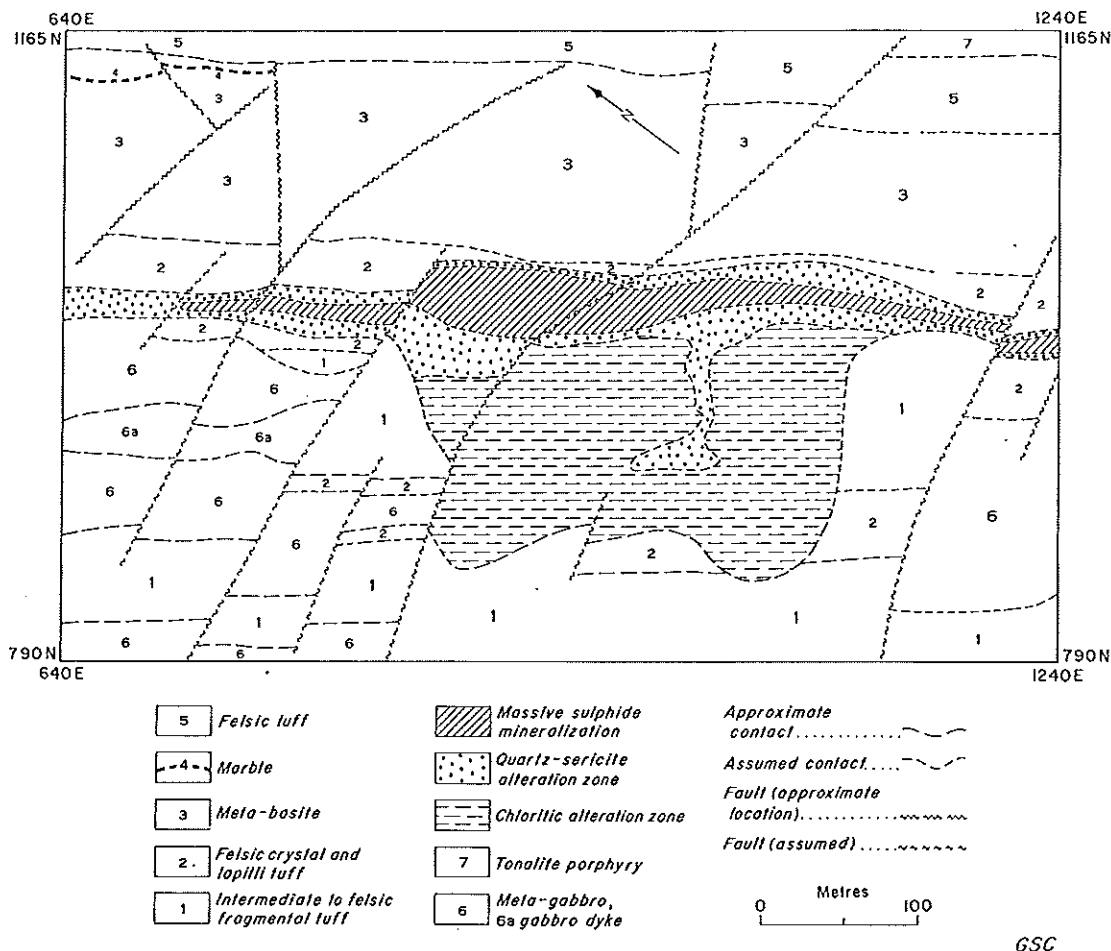 640E 1240E
1165N 1165N
5 5 7
4 4 5
3 5
3 3 N 3
3 3 3
2 2 2
2 2
2 2
6 1
6 2
6a 6a 1 1
6 6 2 2
6 2 6
6 2 2
1 1 1 1 1
1
6 6 6
790N 790N
640E 1240E
5 Felsic tuff
4 Marble
3 Meta-basite
2 Felsic crystal and
lapilli tuff
1 Intermediate to felsic
fragmental tuff
Massive sulphide
mineralization
Quartz-sericite
alteration zone
Chloritic alteration zone
7 Tonalite porphyry
6 Meta-gabbro,
6a gabbro dyke
Approximate
contact
Assumed contact
Fault (approximate
location)
Fault (assumed)
Metres
0 100
GSC